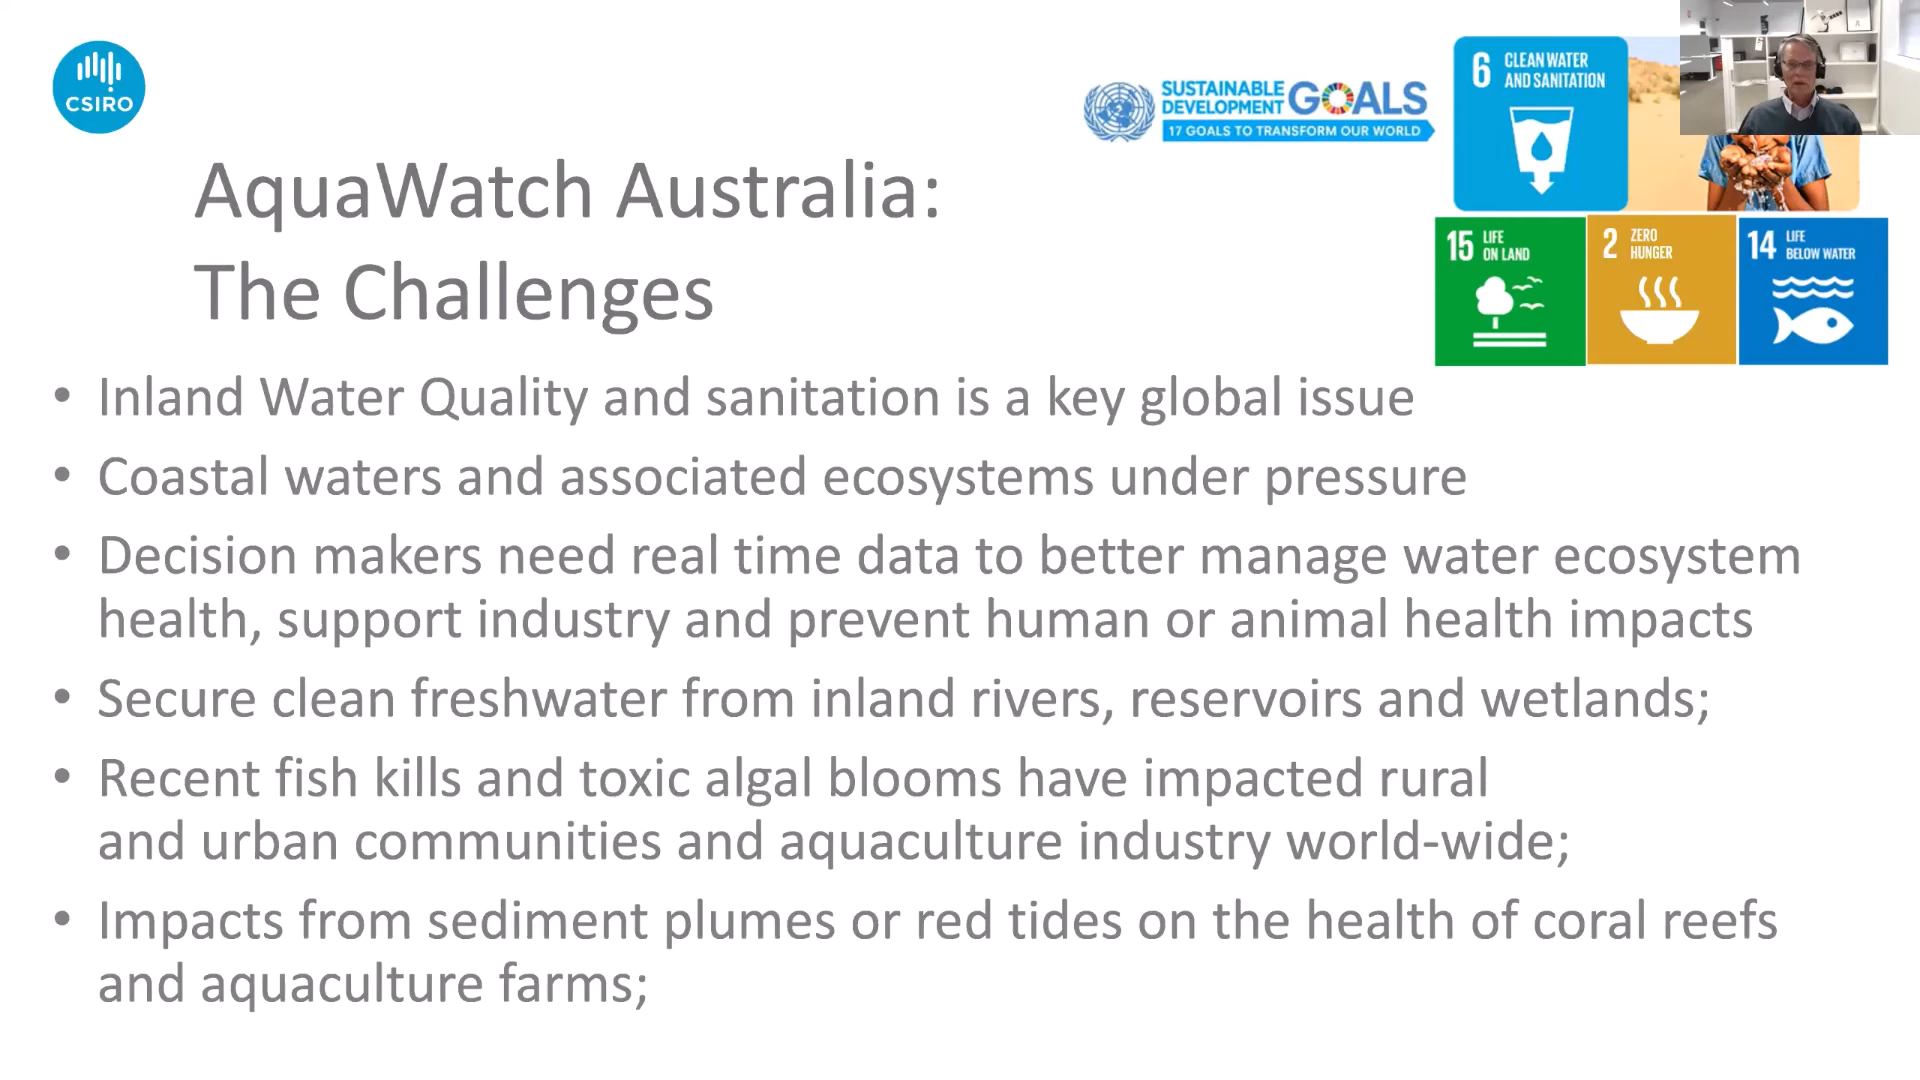 CSIRO
SUSTAINABLE
DEVELOPMENT GOALS
17 GOALS TO TRANSFORM OUR WORLD
6 CLEAN WATER
AND SANITATION
15 LIFE
ON LAND
2 ZERO
HUNGER
14 LIFE
BELOW WATER
AquaWatch Australia:
The Challenges
• Inland Water Quality and sanitation is a key global issue
• Coastal waters and associated ecosystems under pressure
• Decision makers need real time data to better manage water ecosystem
health, support industry and prevent human or animal health impacts
• Secure clean freshwater from inland rivers, reservoirs and wetlands;
• Recent fish kills and toxic algal blooms have impacted rural
and urban communities and aquaculture industry world-wide;
• Impacts from sediment plumes or red tides on the health of coral reefs
and aquaculture farms;